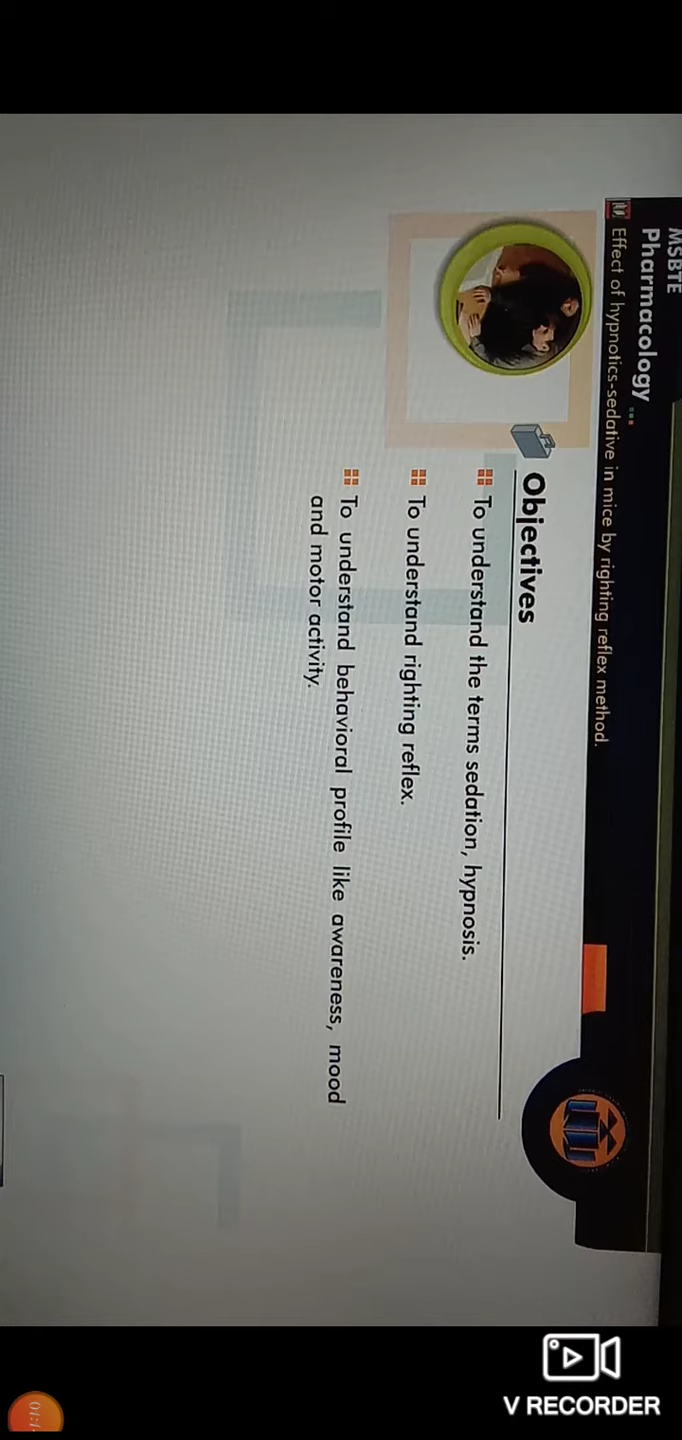 MSBTE
Pharmacology ...
Effect of hypnotics-sedative in mice by righting reflex method.
Objectives
To understand the terms sedation, hypnosis.
To understand righting reflex.
To understand behavioral profile like awareness, mood
and motor activity.
V RECORDER